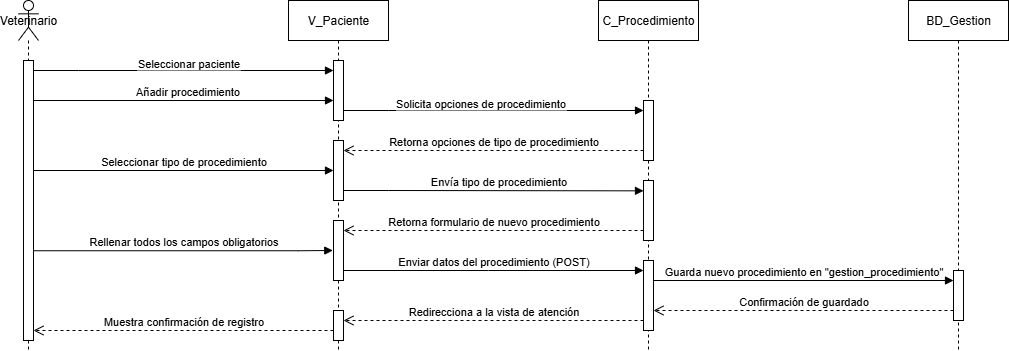 Veterinario
V_Paciente
C_Procedimiento
BD_Gestion
Seleccionar paciente
Añadir procedimiento
Solicita opciones de procedimiento
Retorna opciones de tipo de procedimiento
Seleccionar tipo de procedimiento
Envía tipo de procedimiento
Retorna formulario de nuevo procedimiento
Rellenar todos los campos obligatorios
Enviar datos del procedimiento (POST)
Guarda nuevo procedimiento en "gestion_procedimiento"
Confirmación de guardado
Redirecciona a la vista de atención
Muestra confirmación de registro